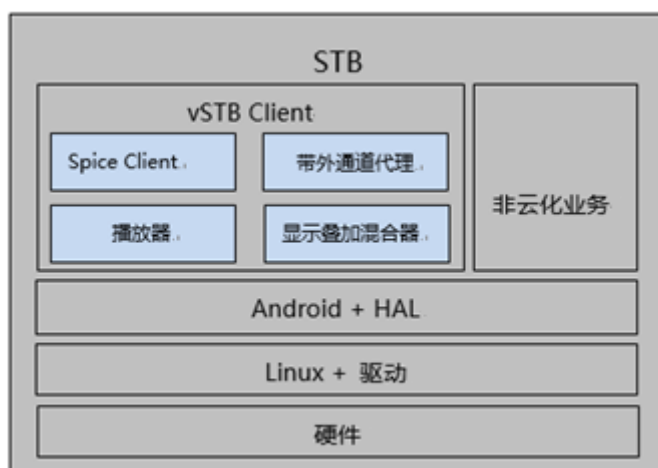 STB
vSTB Client
Spice Client
带外通道代理
播放器
显示叠加混合器
非云化业务
Android + HAL
Linux + 驱动
硬件